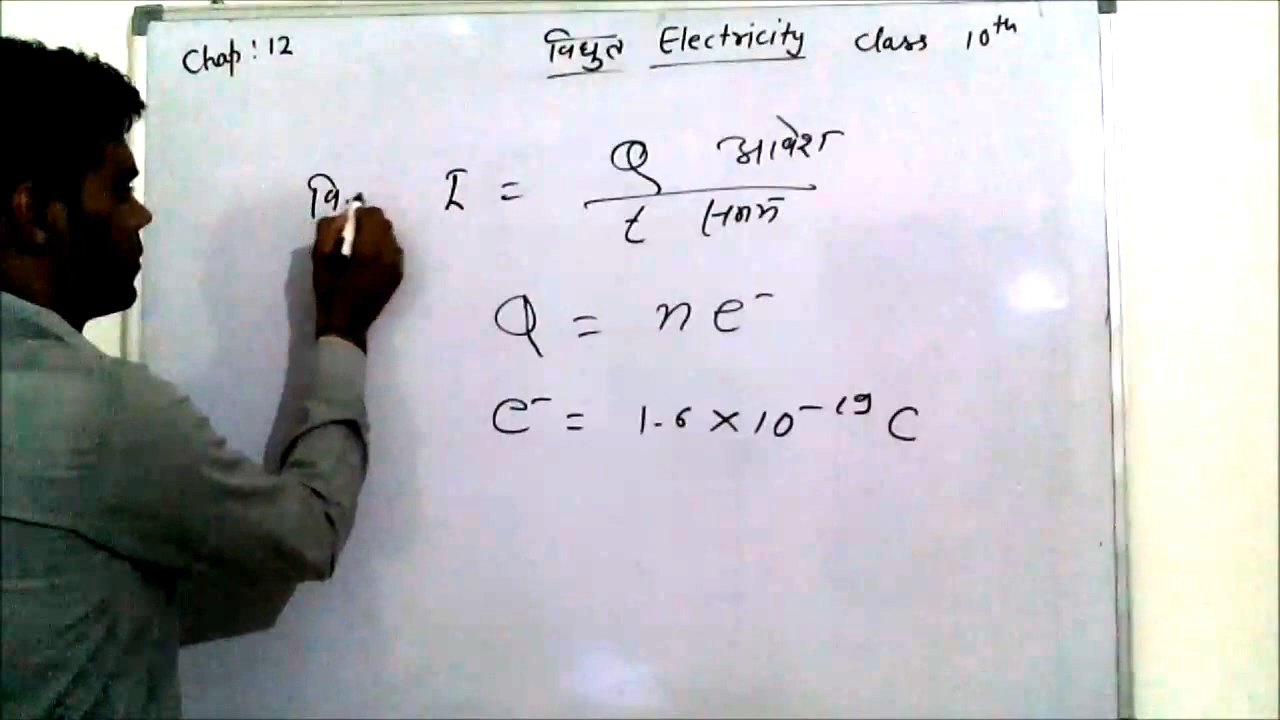 Chap: 12
विधुत Electricity class 10th
वि. I = Q आवेश
t समय
Q = n e⁻
e⁻ = 1.6 × 10⁻¹⁹ C